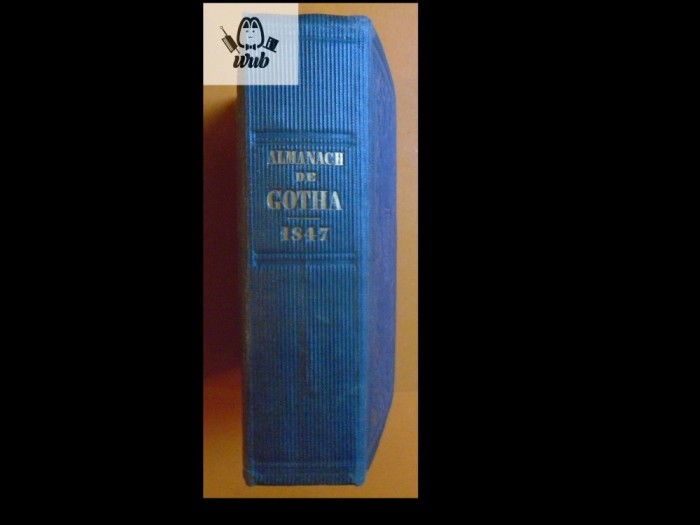 wub
ALMANACH
DE
GOTHA
1847